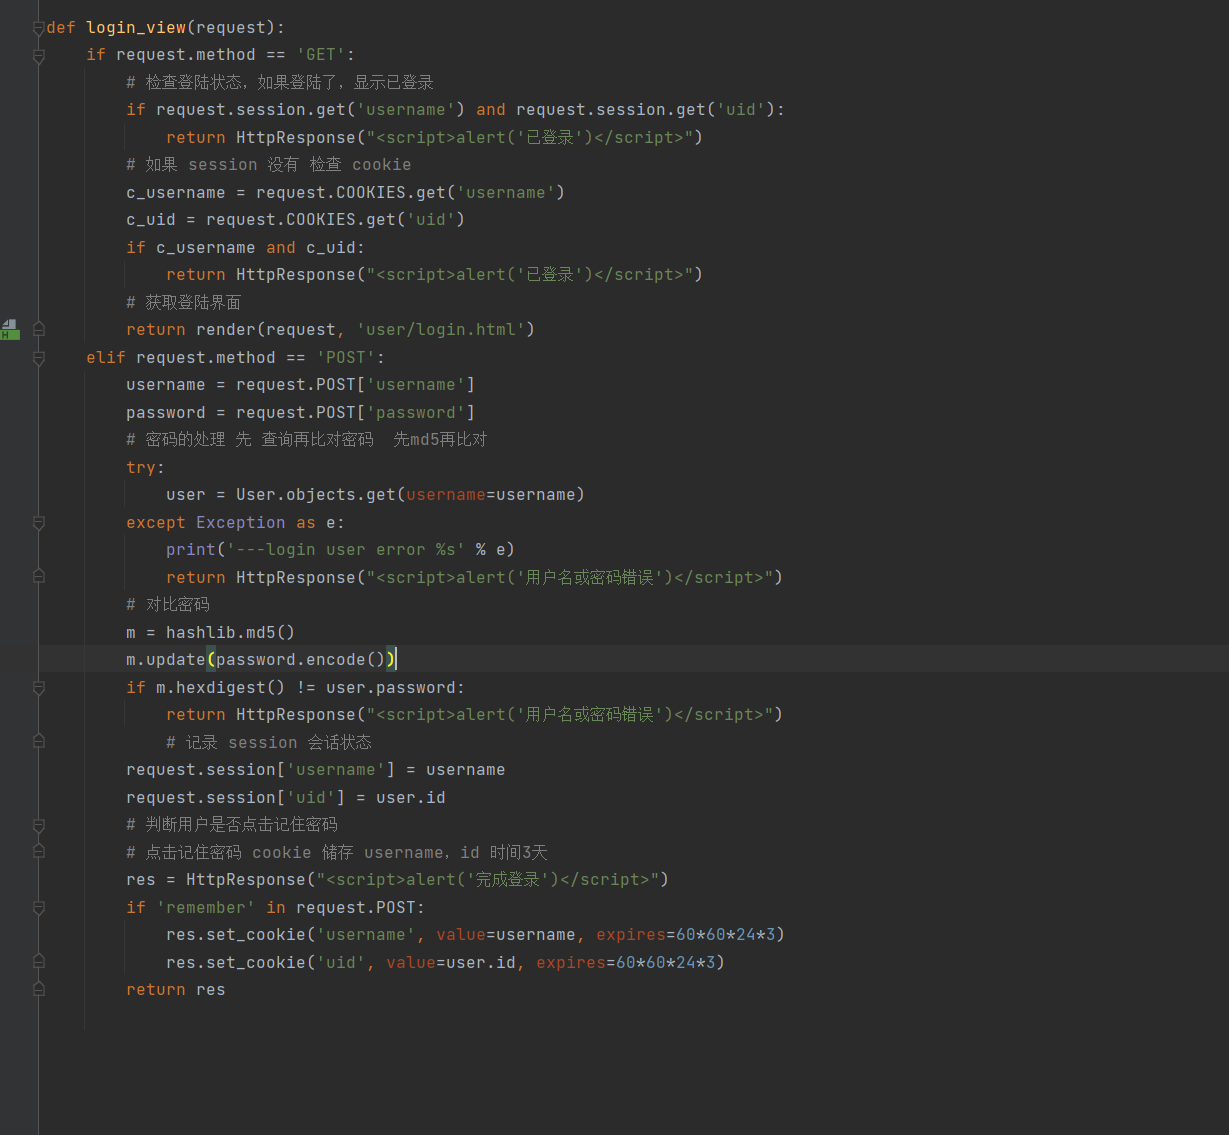 def login_view(request):
    if request.method == 'GET':
        # 检查登陆状态，如果登陆了，显示已登录
        if request.session.get('username') and request.session.get('uid'):
            return HttpResponse("<script>alert('已登录')</script>")
        # 如果 session 没有 检查 cookie
        c_username = request.COOKIES.get('username')
        c_uid = request.COOKIES.get('uid')
        if c_username and c_uid:
            return HttpResponse("<script>alert('已登录')</script>")
        # 获取登陆界面
        return render(request, 'user/login.html')
    elif request.method == 'POST':
        username = request.POST['username']
        password = request.POST['password']
        # 密码的处理 先 查询再比对密码  先md5再比对
        try:
            user = User.objects.get(username=username)
        except Exception as e:
            print('---login user error %s' % e)
            return HttpResponse("<script>alert('用户名或密码错误')</script>")
        # 对比密码
        m = hashlib.md5()
        m.update(password.encode())
        if m.hexdigest() != user.password:
            return HttpResponse("<script>alert('用户名或密码错误')</script>")
            # 记录 session 会话状态
        request.session['username'] = username
        request.session['uid'] = user.id
        # 判断用户是否点击记住密码
        # 点击记住密码 cookie 储存 username，id 时间3天
        res = HttpResponse("<script>alert('完成登录')</script>")
        if 'remember' in request.POST:
            res.set_cookie('username', value=username, expires=60*60*24*3)
            res.set_cookie('uid', value=user.id, expires=60*60*24*3)
        return res